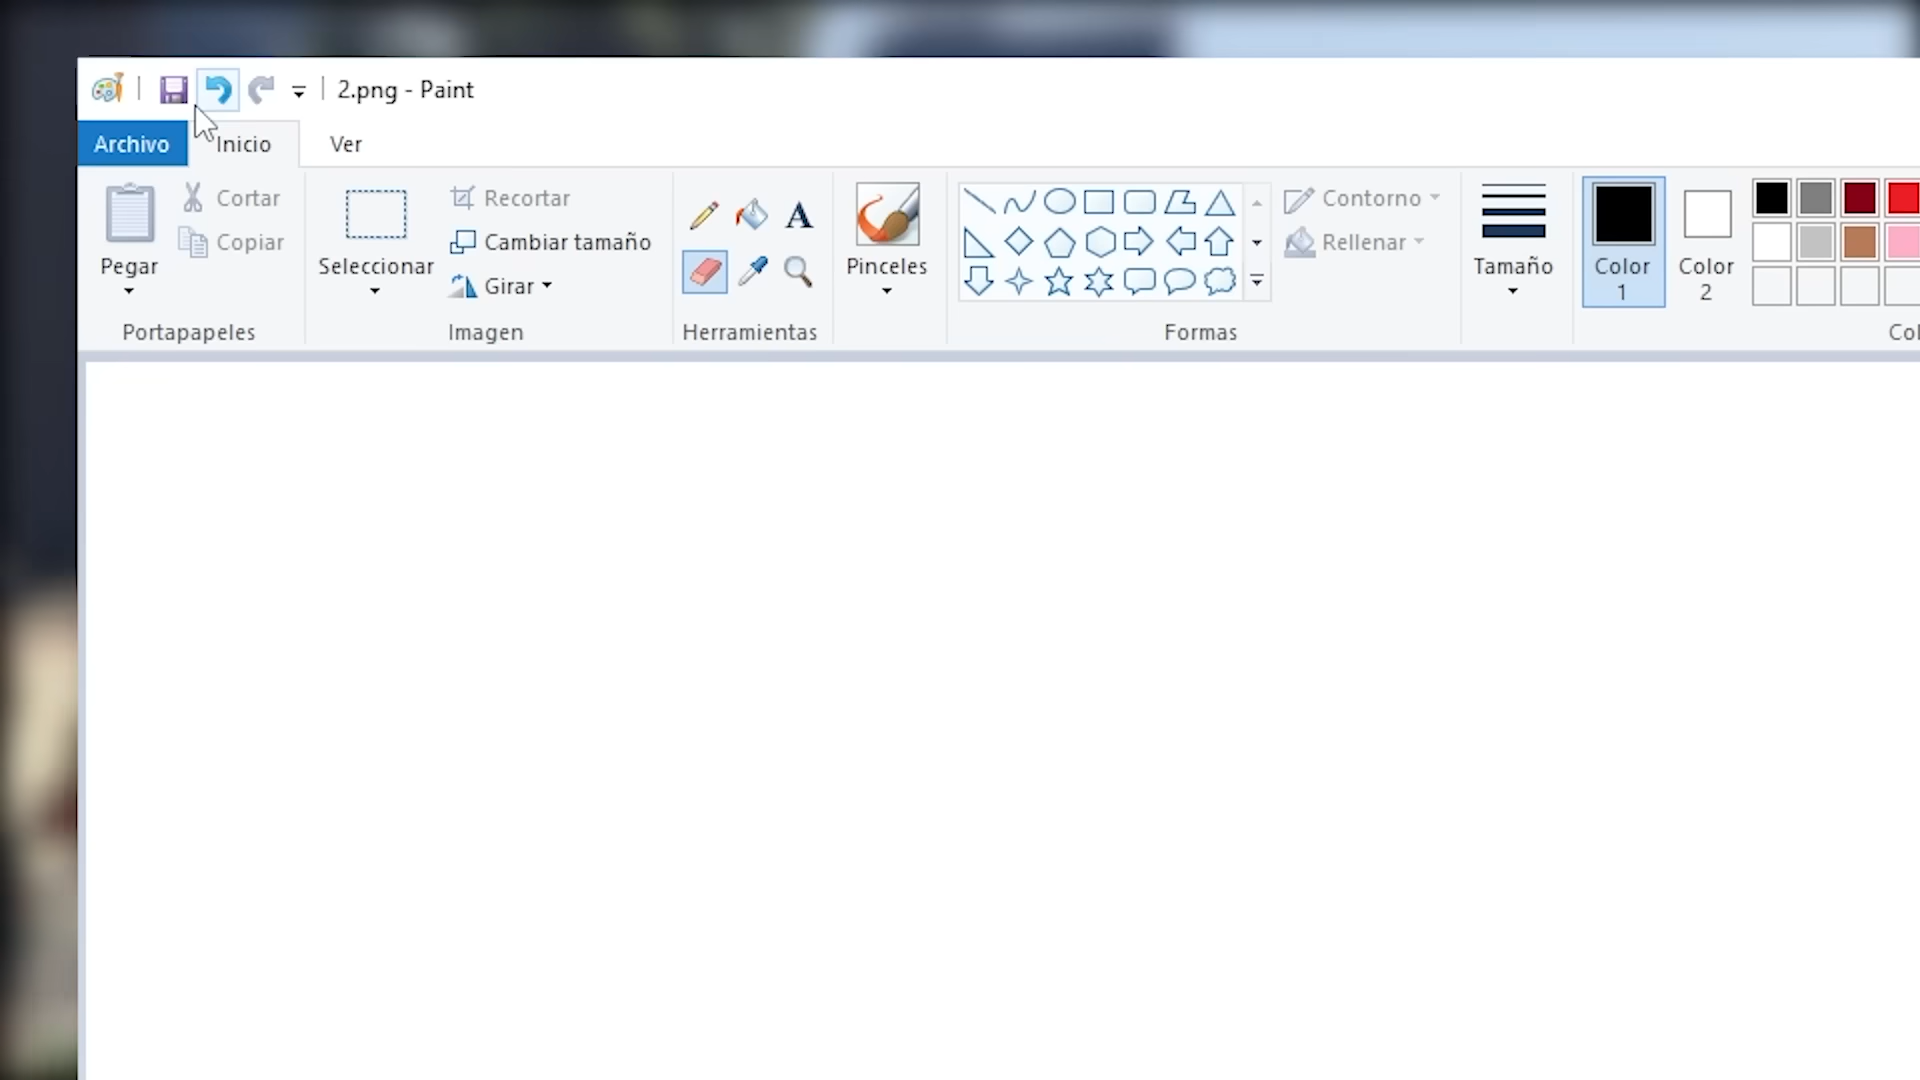 2.png - Paint
Archivo Inicio Ver
Pegar
Cortar
Copiar
Portapapeles
Seleccionar
Recortar
Cambiar tamaño
Girar
Imagen
A
Herramientas
Pinceles
Formas
Contorno
Rellenar
Tamaño
Color
1
Color
2
Col